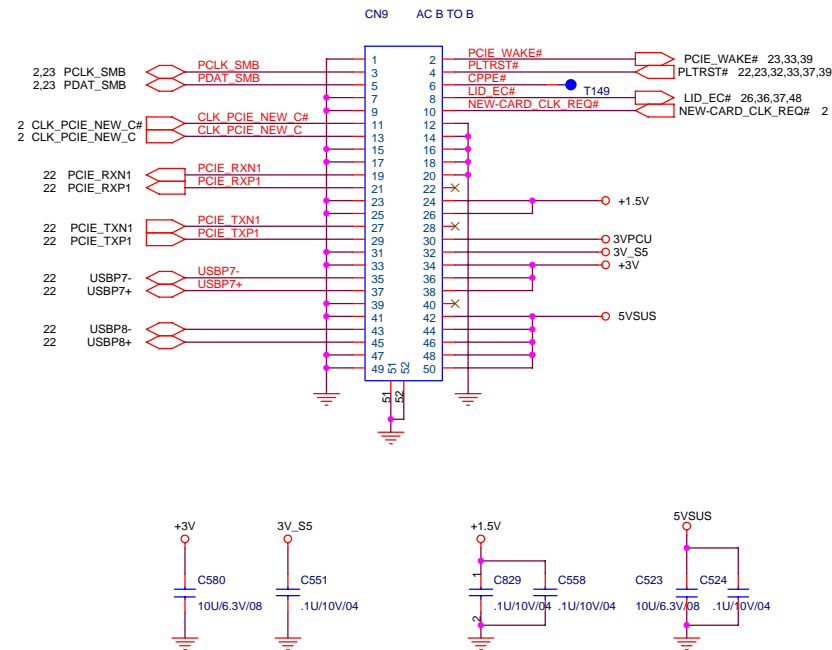 CN9 AC B TO B
1 2 PCIE_WAKE# PCIE_WAKE# 23,33,39
2,23 PCLK_SMB PCLK_SMB 3 4 PLTRST# PLTRST# 22,23,32,33,37,39
2,23 PDAT_SMB PDAT_SMB 5 6 CPPE# T149
7 8 LID_EC# LID_EC# 26,36,37,48
9 10 NEW-CARD_CLK_REQ# NEW-CARD_CLK_REQ# 2
2 CLK_PCIE_NEW_C# CLK_PCIE_NEW_C# 11 12
2 CLK_PCIE_NEW_C CLK_PCIE_NEW_C 13 14
15 16
17 18
22 PCIE_RXN1 PCIE_RXN1 19 20
22 PCIE_RXP1 PCIE_RXP1 21 22
23 24 +1.5V
25 26
22 PCIE_TXN1 PCIE_TXN1 27 28
22 PCIE_TXP1 PCIE_TXP1 29 30 3VPCU
31 32 3V_S5
33 34 +3V
22 USBP7- USBP7- 35 36
22 USBP7+ USBP7+ 37 38
39 40
41 42 5VSUS
22 USBP8- 43 44
22 USBP8+ 45 46
47 48
49 50
51 52
51 52
+3V 3V_S5 +1.5V 5VSUS
1
C580 C551 C829 C558 C523 C524
10U/6.3V/08 .1U/10V/04 .1U/10V/04 .1U/10V/04 10U/6.3V/08 .1U/10V/04
2